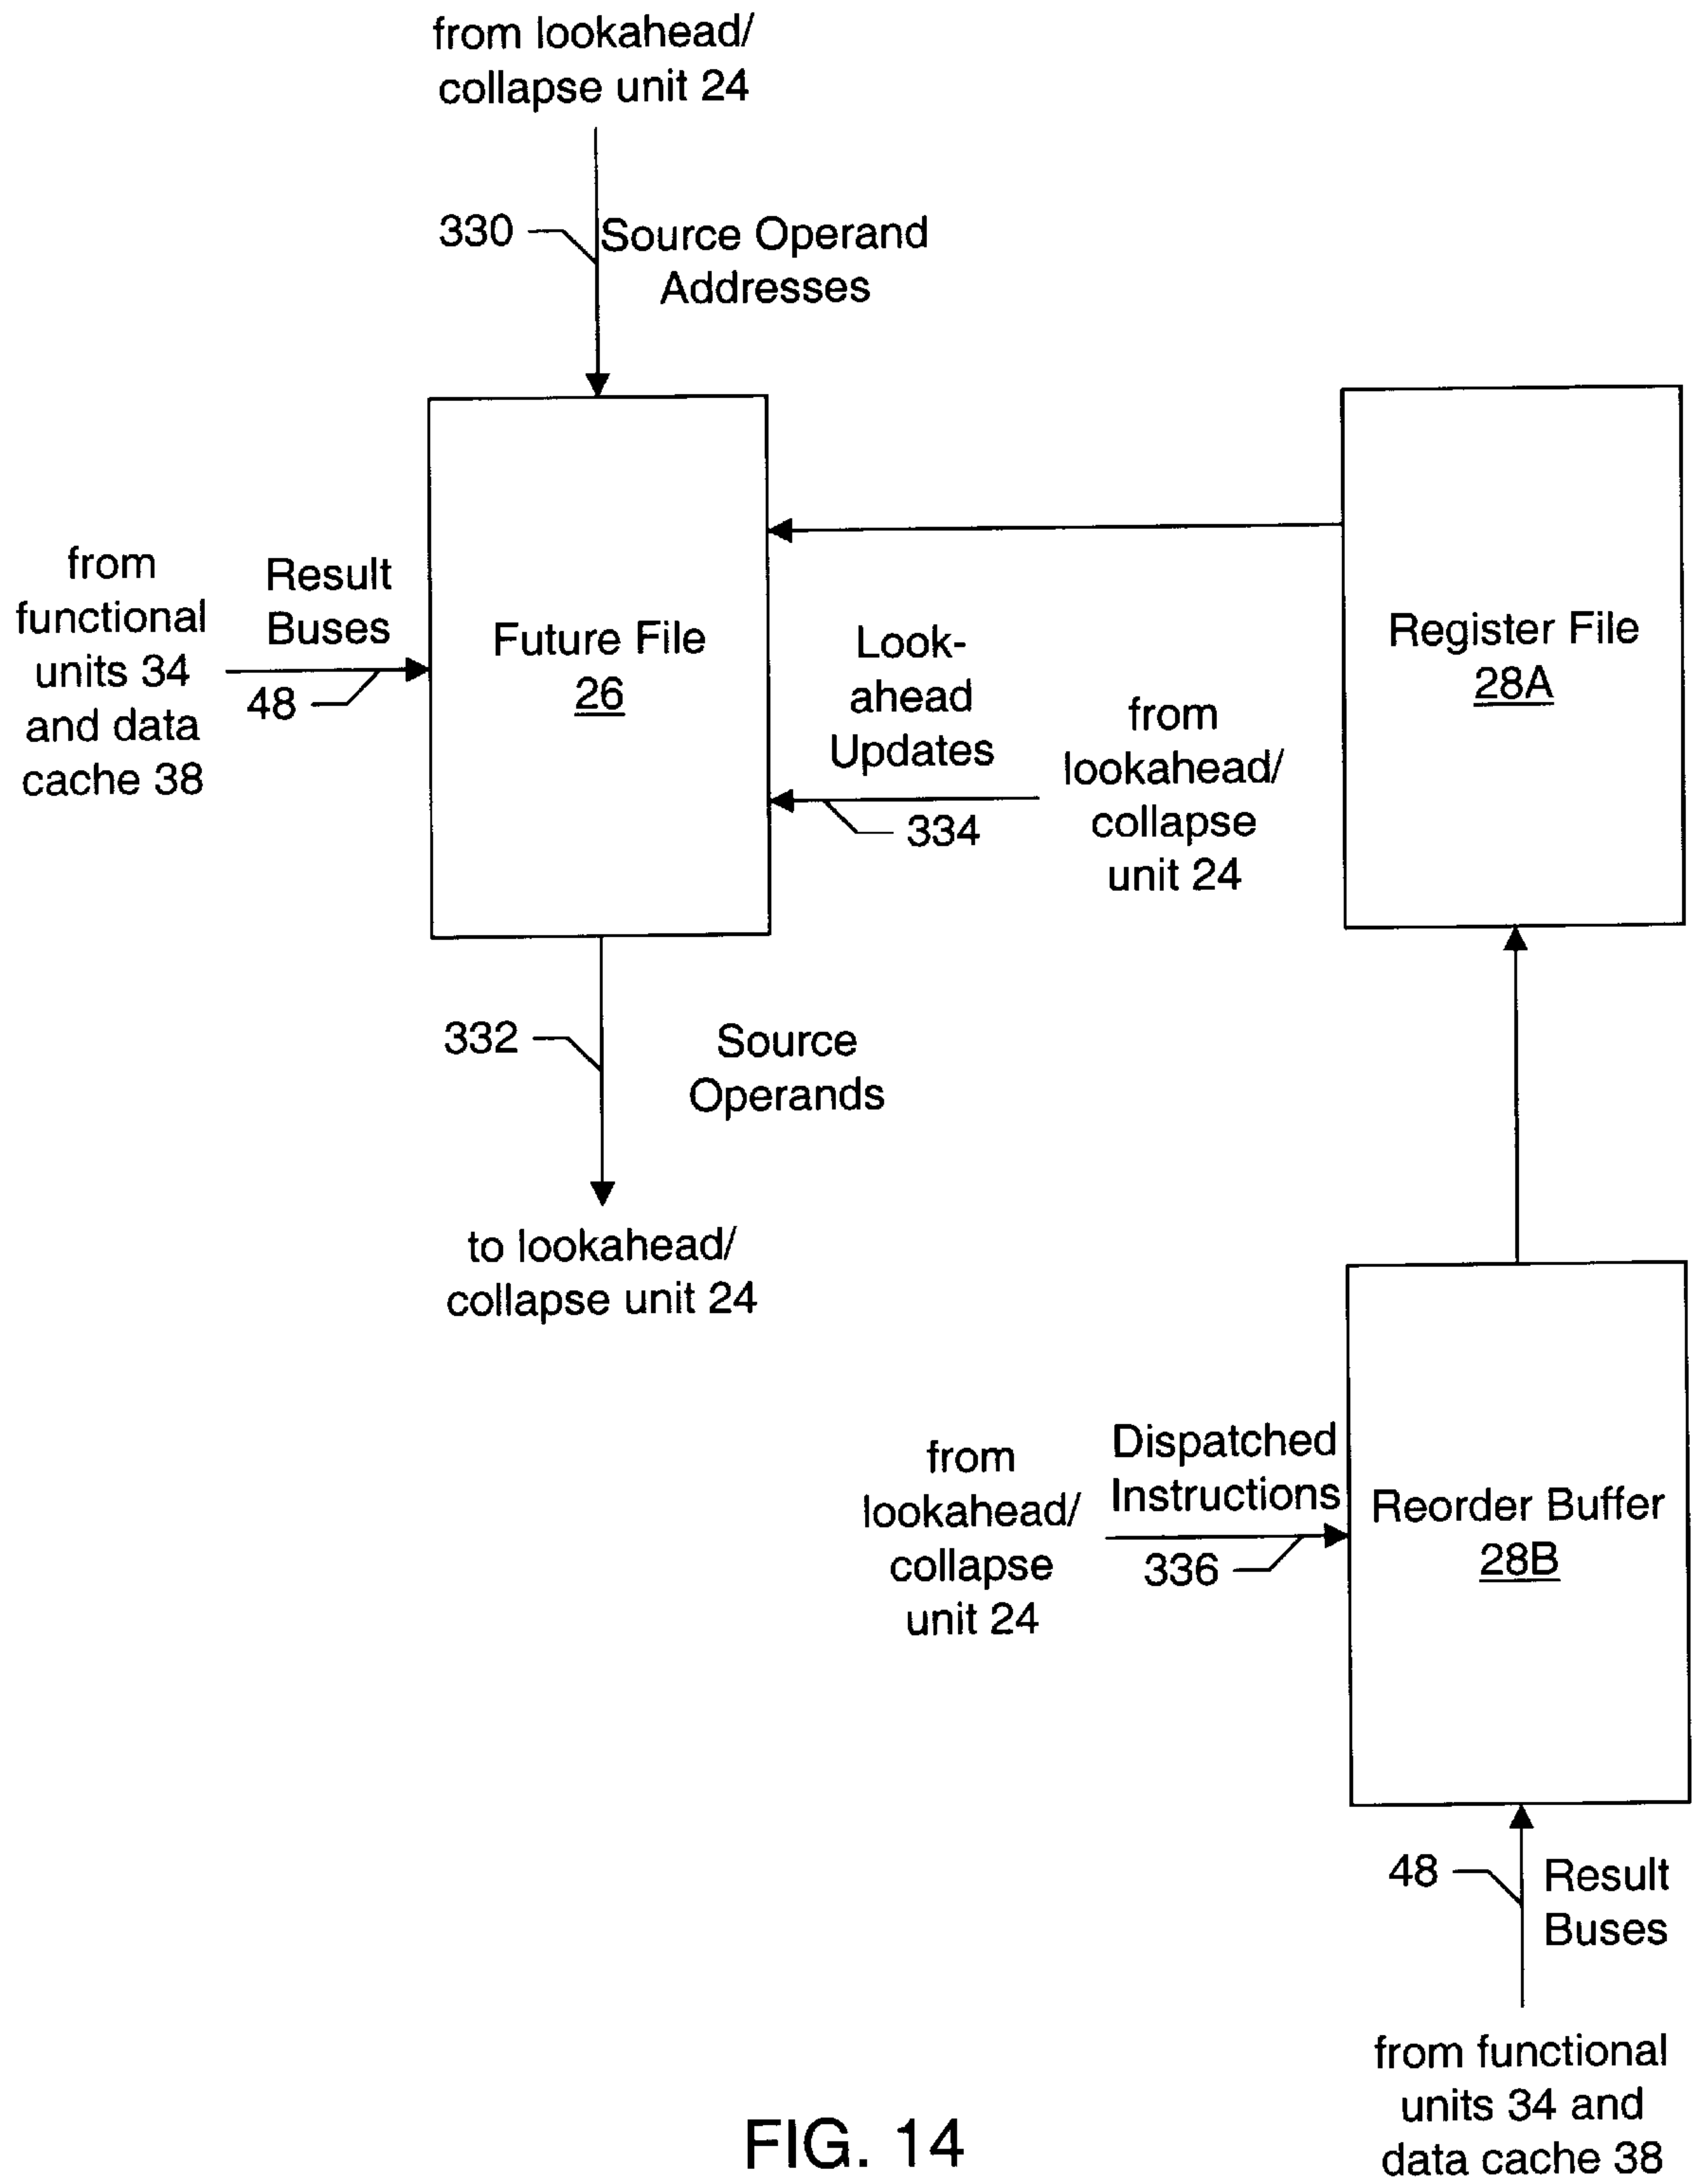 from lookahead/
collapse unit 24
330
Source Operand
Addresses
from
functional
units 34
and data
cache 38
Result
Buses
48
Future File
26
Look-
ahead
Updates
334
from
lookahead/
collapse
unit 24
Register File
28A
332
Source
Operands
to lookahead/
collapse unit 24
from
lookahead/
collapse
unit 24
Dispatched
Instructions
336
Reorder Buffer
28B
48
Result
Buses
from functional
units 34 and
data cache 38
FIG. 14